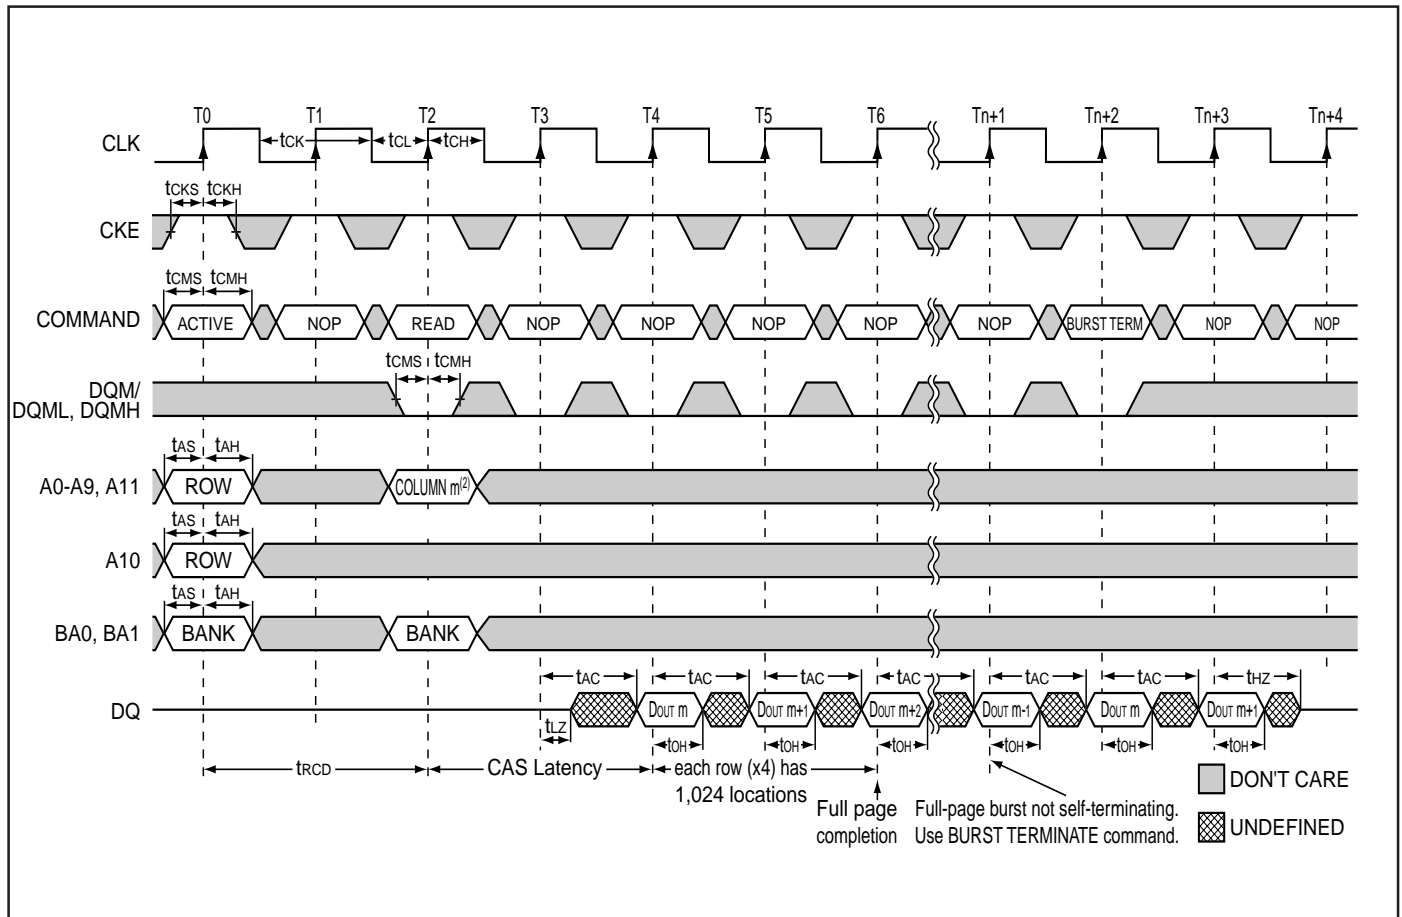 T0 T1 T2 T3 T4 T5 T6 Tn+1 Tn+2 Tn+3 Tn+4
CLK
tCK tCL tCH
tCKS tCKH
CKE
tCMS tCMH
COMMAND ACTIVE NOP READ NOP NOP NOP NOP NOP BURST TERM NOP NOP
tCMS tCMH
DQM/
DQML, DQMH
tAS tAH
A0-A9, A11 ROW COLUMN m(2)
tAS tAH
A10 ROW
tAS tAH
BA0, BA1 BANK BANK
tAC tAC tAC tAC tAC tAC tHZ
DQ DOUT m DOUT m+1 DOUT m+2 DOUT m-1 DOUT m DOUT m+1
tLZ tOH tOH tOH tOH tOH tOH
tRCD CAS Latency each row (x4) has
1,024 locations
Full page
completion
Full-page burst not self-terminating.
Use BURST TERMINATE command.
DON'T CARE
UNDEFINED